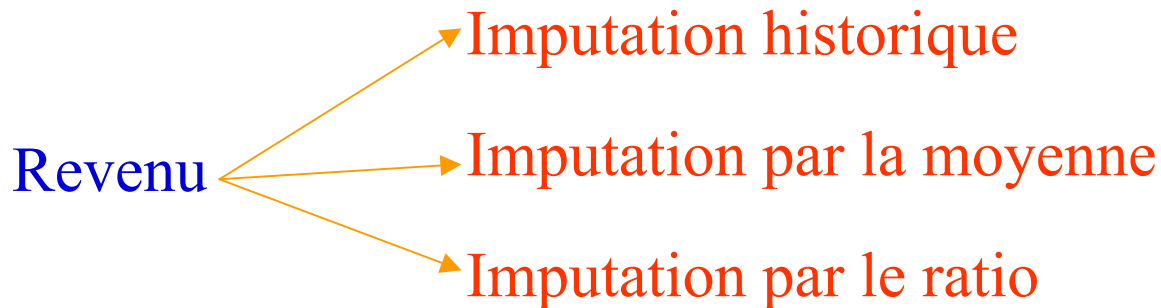 Imputation historique
Revenu
Imputation par la moyenne
Imputation par le ratio